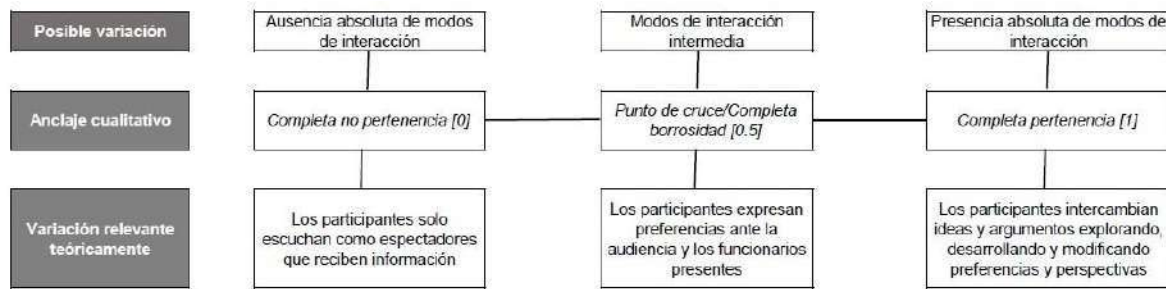 Posible variación
Ausencia absoluta de modos
de interacción
Modos de interacción
intermedia
Presencia absoluta de modos de
interacción
Anclaje cualitativo
Completa no pertenencia [0]
Punto de cruce/Completa
borrosidad [0.5]
Completa pertenencia [1]
Variación relevante
teóricamente
Los participantes solo
escuchan como espectadores
que reciben información
Los participantes expresan
preferencias ante la
audiencia y los funcionarios
presentes
Los participantes intercambian
ideas y argumentos explorando,
desarrollando y modificando
preferencias y perspectivas